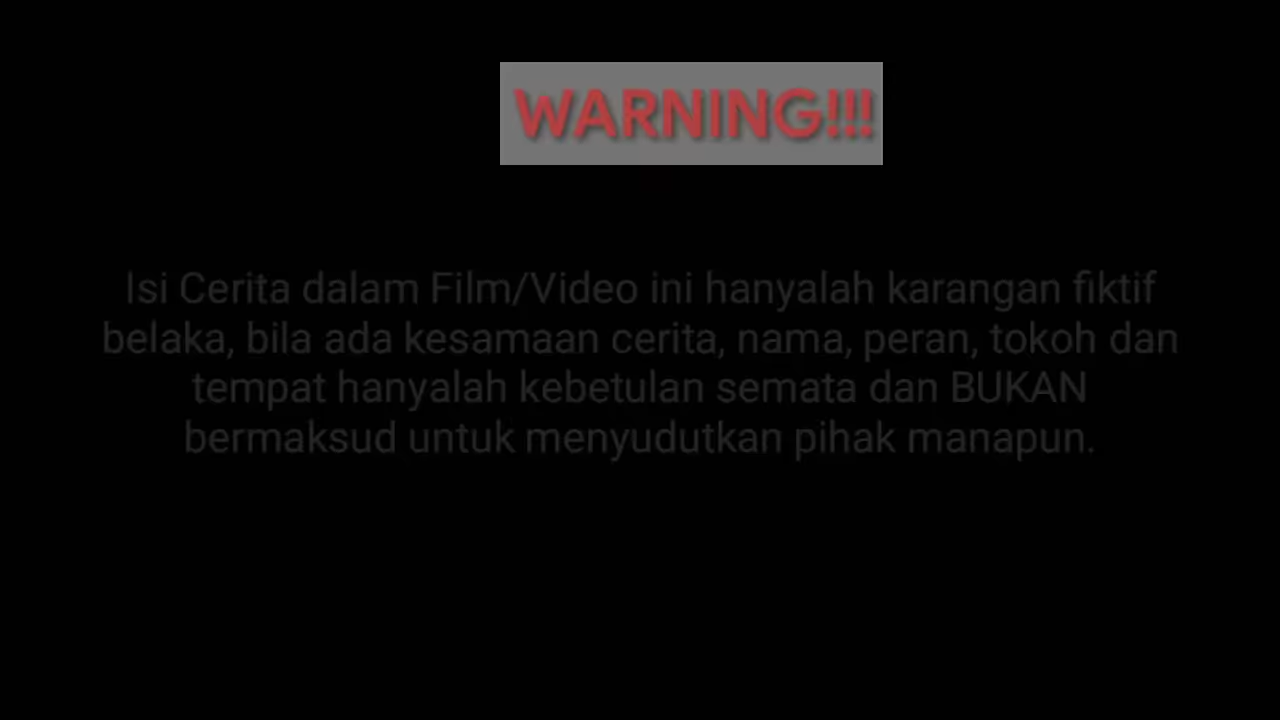 WARNING!!!
Isi Cerita dalam Film/Video ini hanyalah karangan fiktif
belaka, bila ada kesamaan cerita, nama, peran, tokoh dan
tempat hanyalah kebetulan semata dan BUKAN
bermaksud untuk menyudutkan pihak manapun.